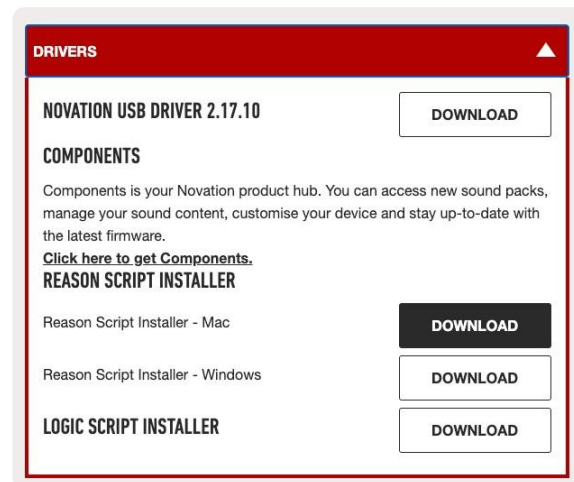 DRIVERS
NOVATION USB DRIVER 2.17.10
DOWNLOAD
COMPONENTS
Components is your Novation product hub. You can access new sound packs,
manage your sound content, customise your device and stay up-to-date with
the latest firmware.
Click here to get Components.
REASON SCRIPT INSTALLER
Reason Script Installer - Mac
DOWNLOAD
Reason Script Installer - Windows
DOWNLOAD
LOGIC SCRIPT INSTALLER
DOWNLOAD